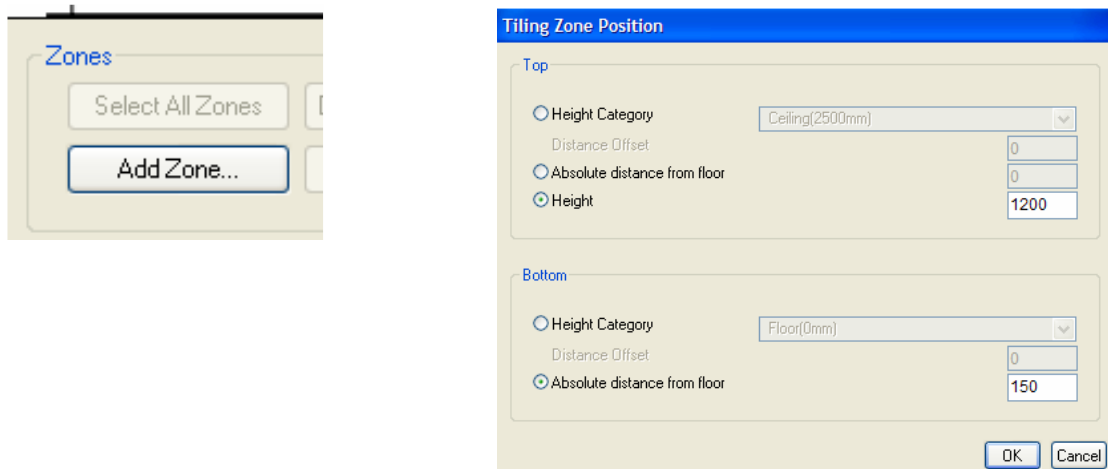 Zones
Select All Zones
Add Zone...
Tiling Zone Position
Top
Height Category Ceiling(2500mm)
Distance Offset 0
Absolute distance from floor 0
Height 1200
Bottom
Height Category Floor(0mm)
Distance Offset 0
Absolute distance from floor 150
OK Cancel